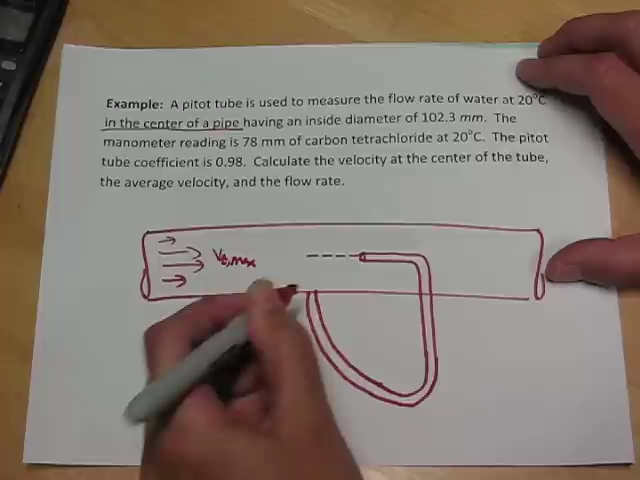 Example: A pitot tube is used to measure the flow rate of water at 20°C
in the center of a pipe having an inside diameter of 102.3 mm. The
manometer reading is 78 mm of carbon tetrachloride at 20°C. The pitot
tube coefficient is 0.98. Calculate the velocity at the center of the tube,
the average velocity, and the flow rate.
V₂,max